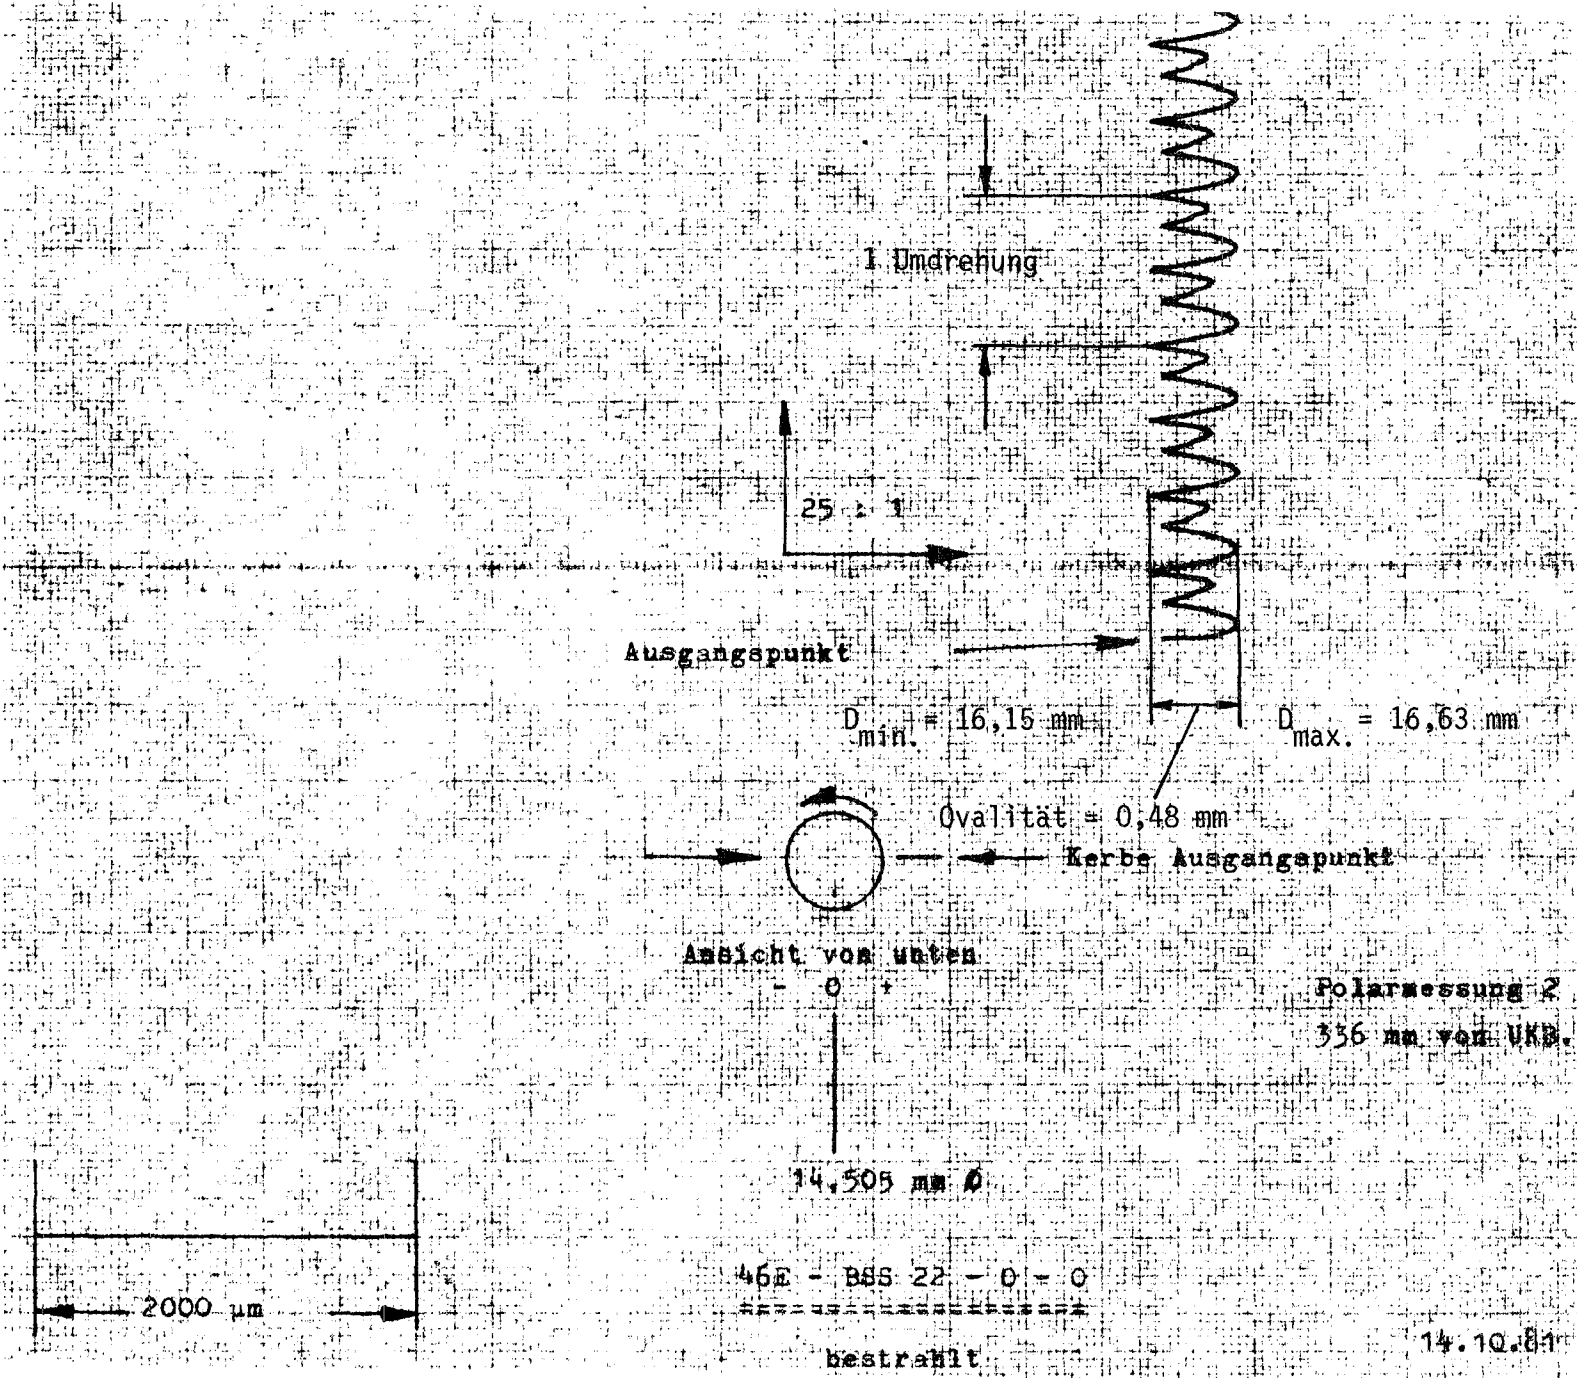 1 Umdrehung
25 : 1
Ausgangspunkt
Dmin. = 16,15 mm
Dmax. = 16,63 mm
Ovalität = 0,48 mm
Kerbe Ausgangspunkt
Ansicht von unten
- 0 +
Polarmessung 2
336 mm von UKB.
14,505 mm Ø
46E - BSS 22 - 0 - 0
==================
2000 µm
14.10.81
bestrahlt